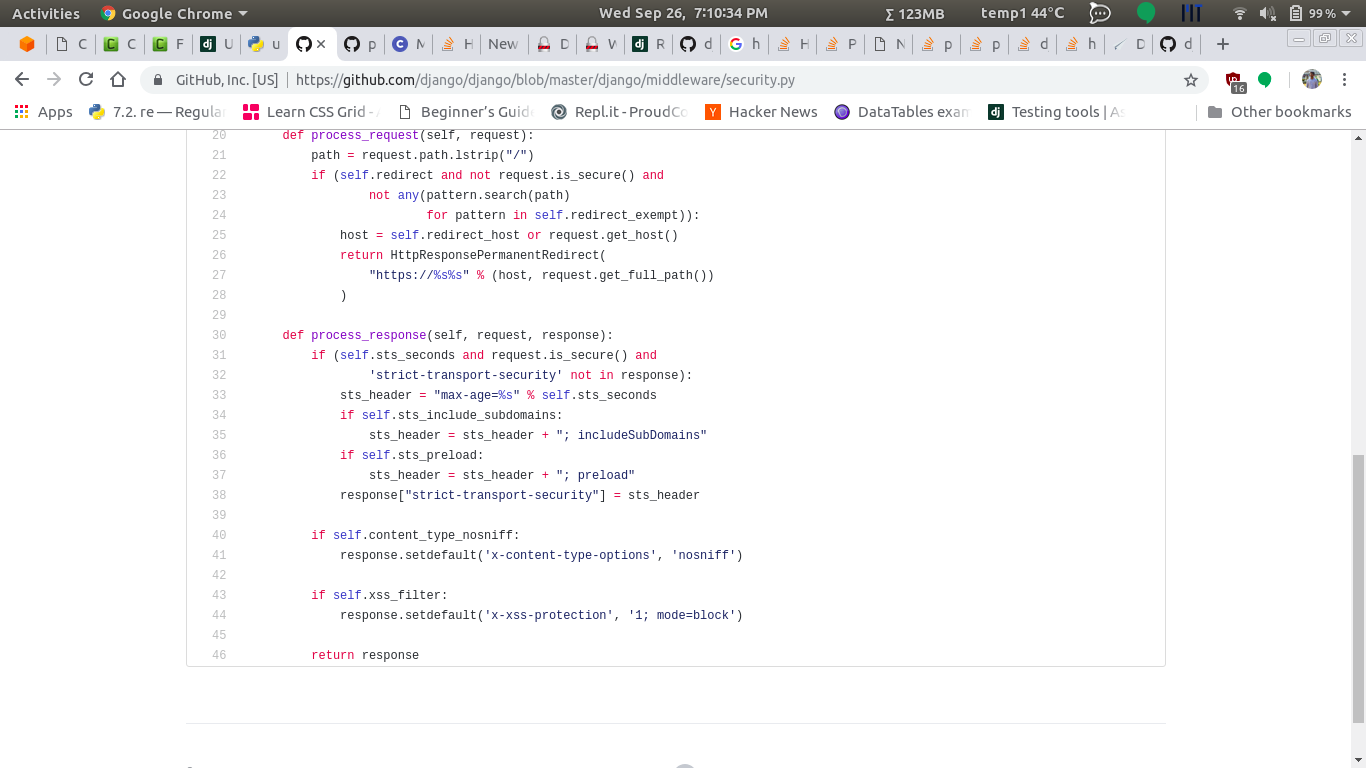 Activities Google Chrome Wed Sep 26, 7:10:34 PM Σ 123MB temp1 44°C 99%
C C F U u p M H New D W R d h H P N p p d h D d
GitHub, Inc. [US] https://github.com/django/django/blob/master/django/middleware/security.py 16
Apps 7.2. re — Regular Learn CSS Grid - Beginner’s Guide Repl.it - ProudCo Hacker News DataTables exam Testing tools | As Other bookmarks
20 def process_request(self, request):
21 path = request.path.lstrip("/")
22 if (self.redirect and not request.is_secure() and
23 not any(pattern.search(path)
24 for pattern in self.redirect_exempt)):
25 host = self.redirect_host or request.get_host()
26 return HttpResponsePermanentRedirect(
27 "https://%s%s" % (host, request.get_full_path())
28 )
29
30 def process_response(self, request, response):
31 if (self.sts_seconds and request.is_secure() and
32 'strict-transport-security' not in response):
33 sts_header = "max-age=%s" % self.sts_seconds
34 if self.sts_include_subdomains:
35 sts_header = sts_header + "; includeSubDomains"
36 if self.sts_preload:
37 sts_header = sts_header + "; preload"
38 response["strict-transport-security"] = sts_header
39
40 if self.content_type_nosniff:
41 response.setdefault('x-content-type-options', 'nosniff')
42
43 if self.xss_filter:
44 response.setdefault('x-xss-protection', '1; mode=block')
45
46 return response